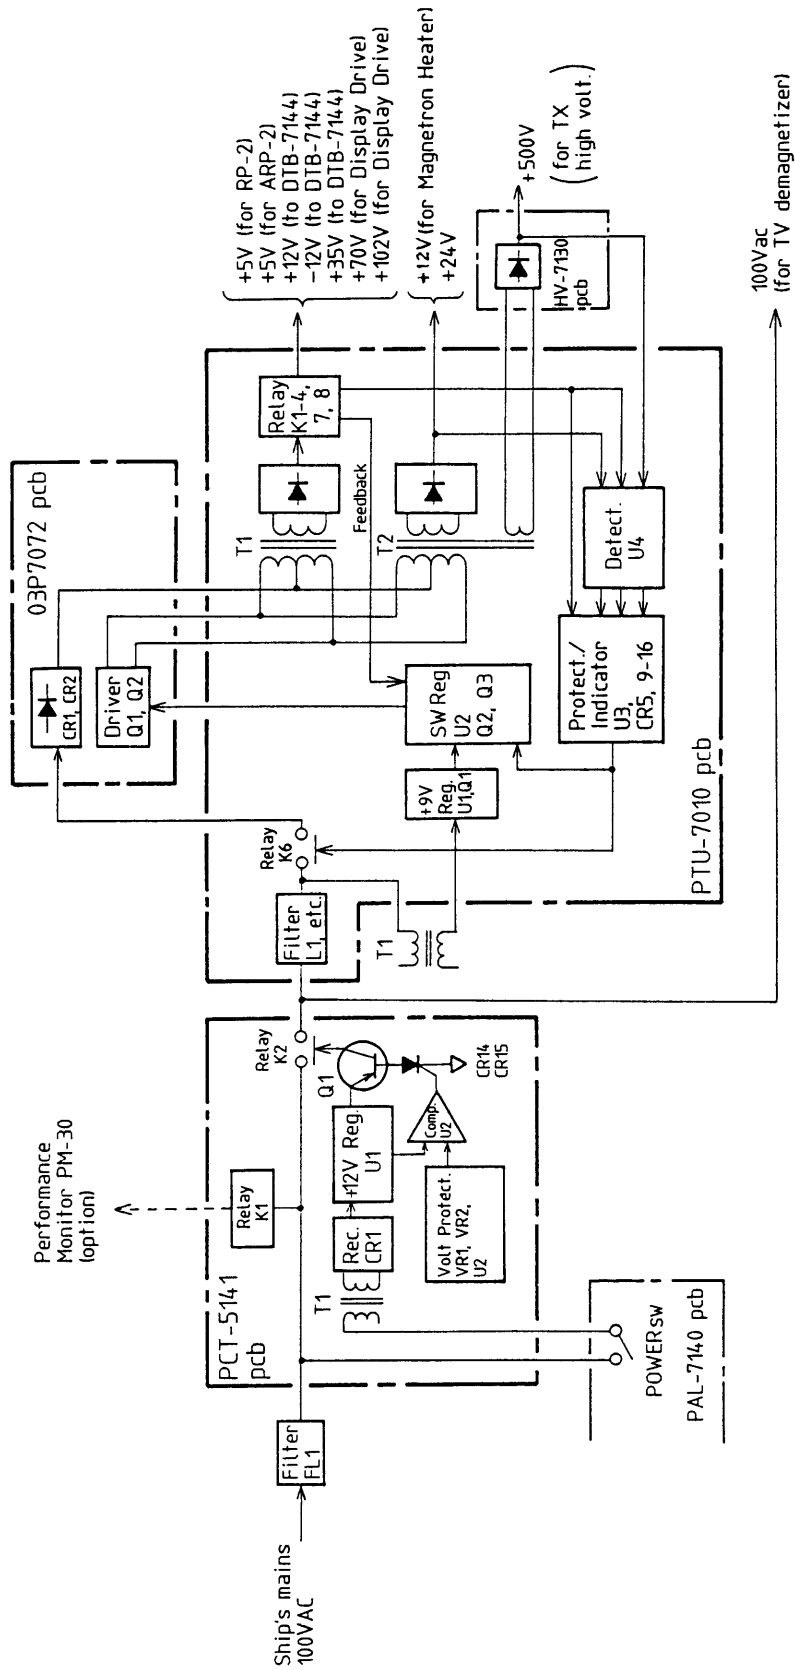 Ship's mains
100VAC
Filter
FL1
PCT-5141
pcb
Performance
Monitor PM-30
(option)
Relay
K1
Relay
K2
T1
Rec.
CR1
+12V Reg.
U1
Q1
Comp.
U2
CR14
CR15
Volt Protect.
VR1, VR2,
U2
POWER SW
PAL-7140 pcb
Filter
L1, etc.
T1
Relay
K6
+9V
Reg.
U1,Q1
SW Reg
U2
Q2, Q3
Feedback
Protect./
Indicator
U3,
CR5, 9-16
Detect.
U4
PTU-7010 pcb
03P7072 pcb
CR1, CR2
Driver
Q1, Q2
T1
T2
Relay
K1-4,
7, 8
+5V (for RP-2)
+5V (for ARP-2)
+12V (to DTB-7144)
-12V (to DTB-7144)
+35V (to DTB-7144)
+70V (for Display Drive)
+102V (for Display Drive)
+12V (for Magnetron Heater)
+24V
HV-7130
pcb
+500V
(for TX
high volt.)
100Vac
(for TV demagnetizer)